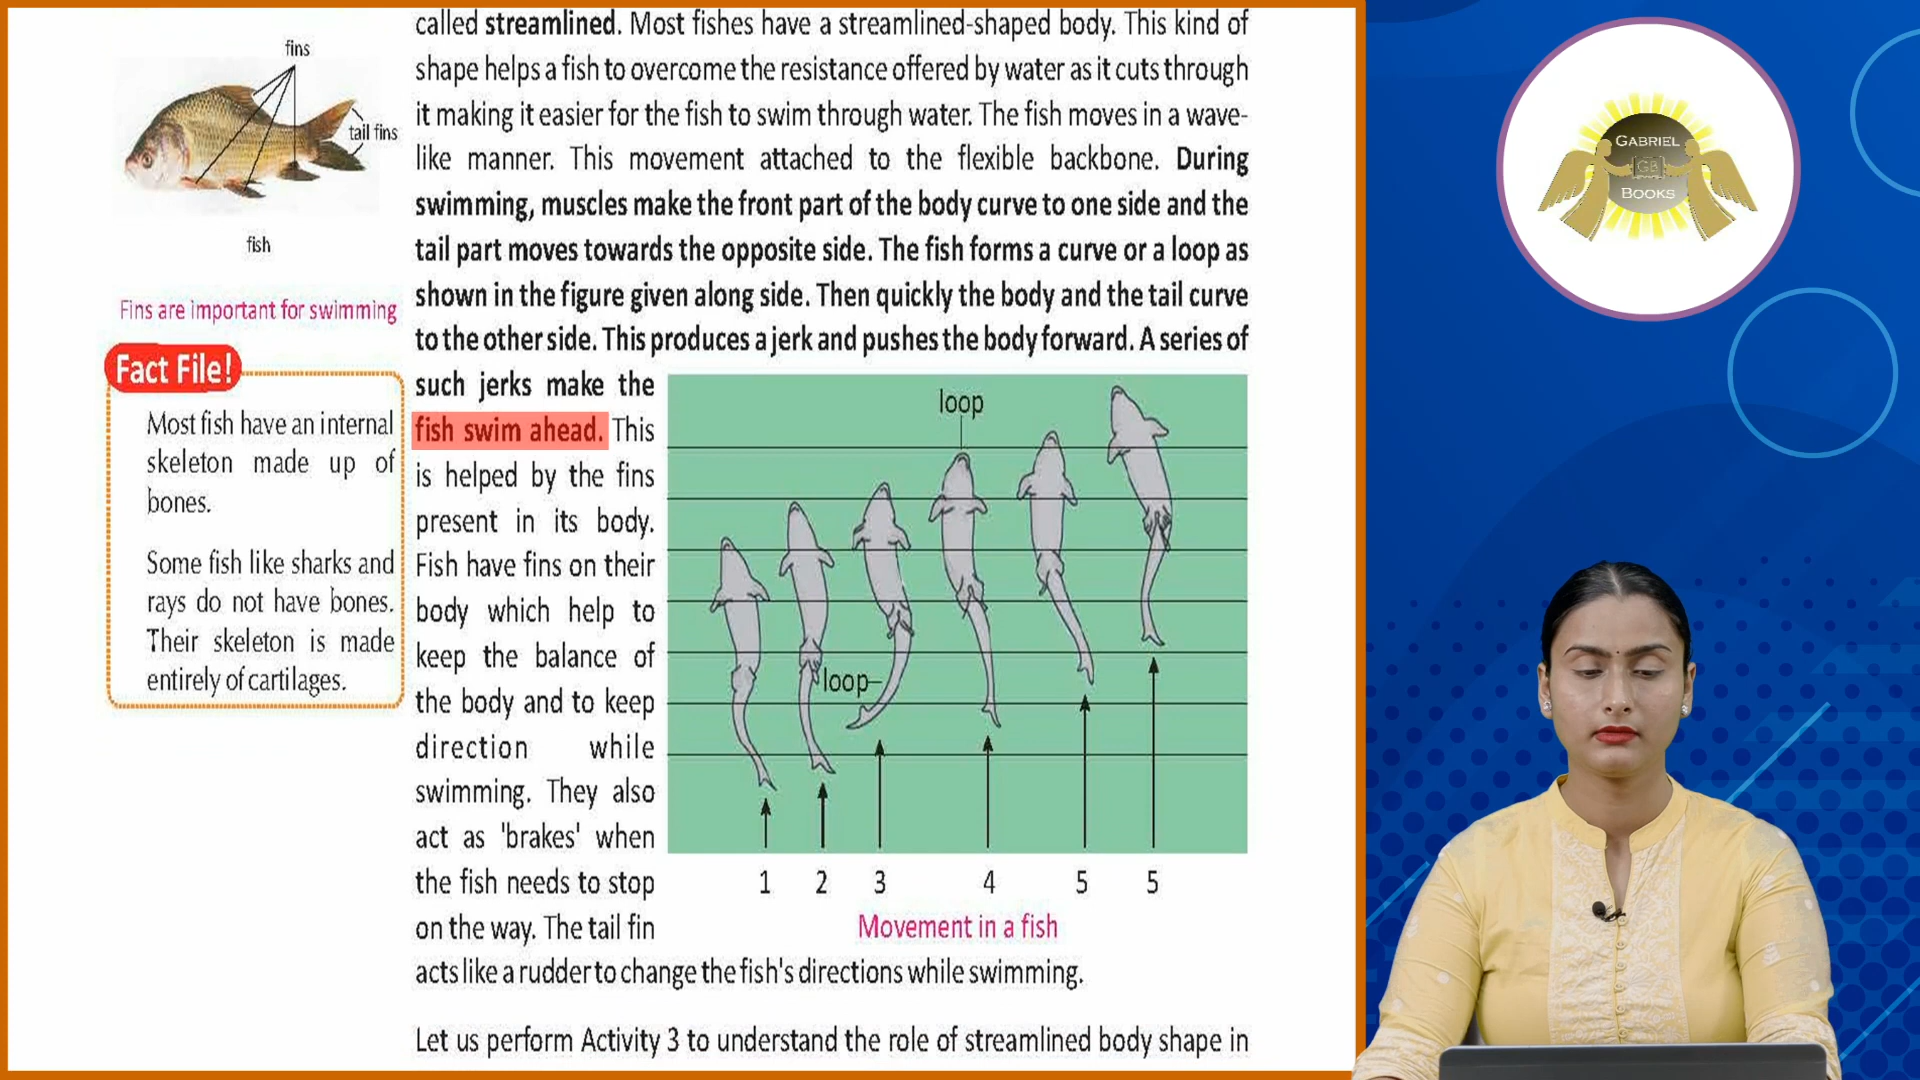 called streamlined. Most fishes have a streamlined-shaped body. This kind of
shape helps a fish to overcome the resistance offered by water as it cuts through
it making it easier for the fish to swim through water. The fish moves in a wave-
like manner. This movement attached to the flexible backbone. During
swimming, muscles make the front part of the body curve to one side and the
tail part moves towards the opposite side. The fish forms a curve or a loop as
shown in the figure given along side. Then quickly the body and the tail curve
to the other side. This produces a jerk and pushes the body forward. A series of
such jerks make the
fish swim ahead. This
is helped by the fins
present in its body.
Fish have fins on their
body which help to
keep the balance of
the body and to keep
direction while
swimming. They also
act as 'brakes' when
the fish needs to stop
on the way. The tail fin
acts like a rudder to change the fish's directions while swimming.
Let us perform Activity 3 to understand the role of streamlined body shape in
fins
tail fins
fish
Fins are important for swimming
Fact File!
Most fish have an internal
skeleton made up of
bones.
Some fish like sharks and
rays do not have bones.
Their skeleton is made
entirely of cartilages.
loop
loop
1 2 3 4 5 5
Movement in a fish
GABRIEL
GB
BOOKS